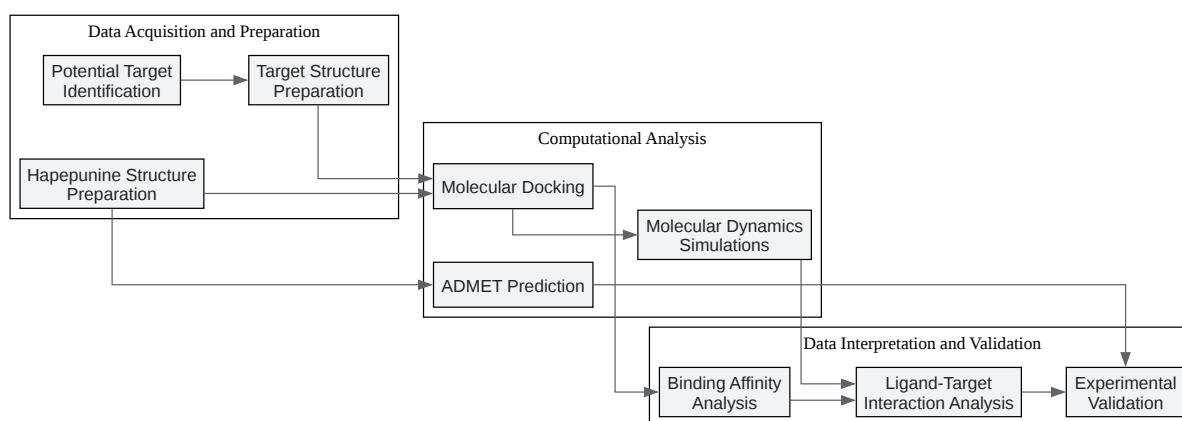 Data Acquisition and Preparation
Potential Target
Identification
Target Structure
Preparation
Hapepunine Structure
Preparation
Computational Analysis
Molecular Docking
Molecular Dynamics
Simulations
ADMET Prediction
Data Interpretation and Validation
Binding Affinity
Analysis
Ligand-Target
Interaction Analysis
Experimental
Validation